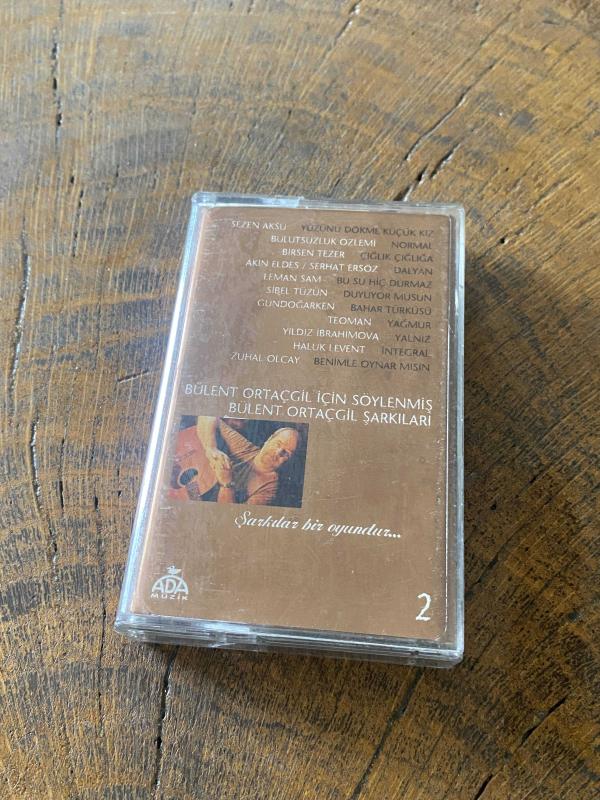 SEZEN AKSU YÜZÜNÜ DÖKME KÜÇÜK KIZ
BULUTSUZLUK ÖZLEMİ NORMAL
BİRSEN TEZER ÇIĞLIK ÇIĞLIĞA
AKIN ELDES / SERHAT ERSÖZ DALYAN
LEMAN SAM BU SU HİÇ DURMAZ
SİBEL TÜZÜN DUYUYOR MUSUN
GÜNDOĞARKEN BAHAR TÜRKÜSÜ
TEOMAN YAĞMUR
YILDIZ İBRAHİMOVA YALNIZ
HALUK LEVENT İNTEGRAL
ZUHAL OLCAY BENİMLE OYNAR MISIN
BÜLENT ORTAÇGİL İÇİN SÖYLENMİŞ
BÜLENT ORTAÇGİL ŞARKILARI
Şarkılar bir oyundur...
ADA
MÜZİK
2